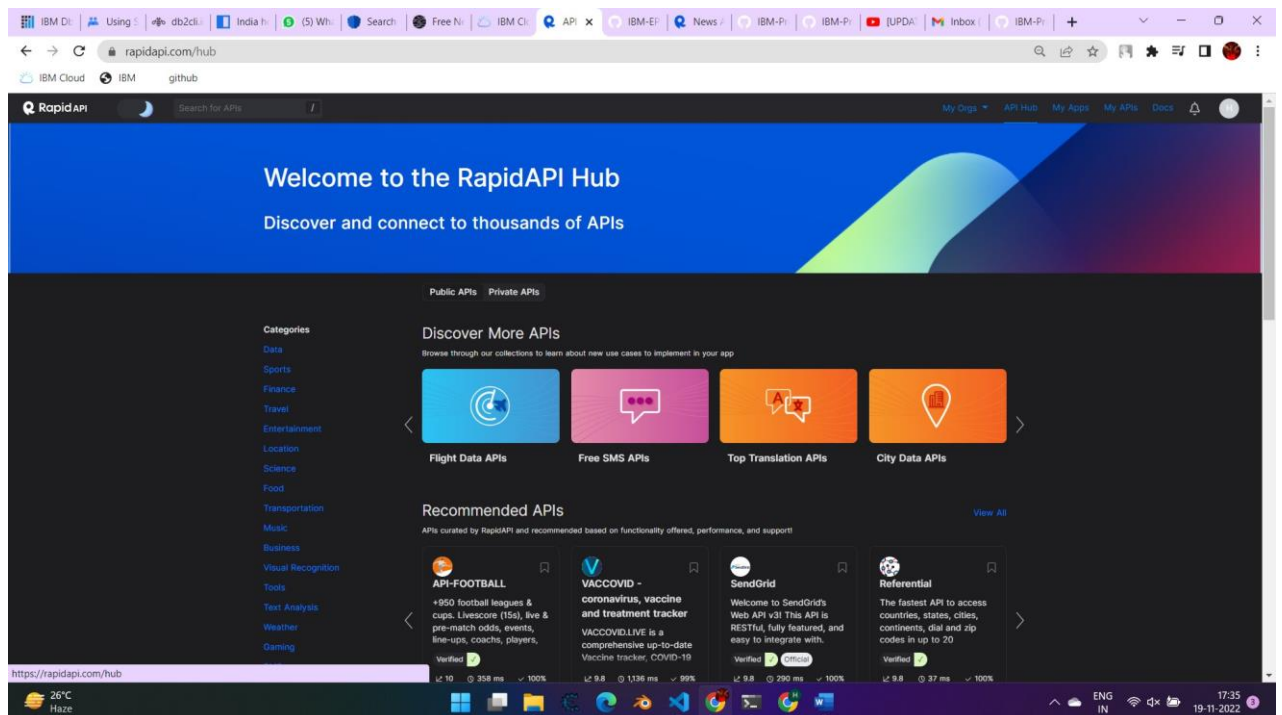 IBM Db
Using S
db2cli.
India h
(5) Wh
Search
Free N
IBM Cl
API
IBM-EP
News
IBM-Pr
IBM-Pr
[UPDA
Inbox (
IBM-Pr
rapidapi.com/hub
IBM Cloud
IBM
github
Rapid API
Search for APIs
/
My Orgs
API Hub
My Apps
My APIs
Docs
H
Welcome to the RapidAPI Hub
Discover and connect to thousands of APIs
Public APIs
Private APIs
Categories
Data
Sports
Finance
Travel
Entertainment
Location
Science
Food
Transportation
Music
Business
Visual Recognition
Tools
Text Analysis
Weather
Gaming
Discover More APIs
Browse through our collections to learn about new use cases to implement in your app
Flight Data APIs
Free SMS APIs
Top Translation APIs
City Data APIs
Recommended APIs
View All
APIs curated by RapidAPI and recommended based on functionality offered, performance, and support!
API-FOOTBALL
+950 football leagues &
cups. Livescore (15s), live &
pre-match odds, events,
line-ups, coachs, players,
Verified
10
358 ms
100%
VACCOVID -
coronavirus, vaccine
and treatment tracker
VACCOVID.LIVE is a
comprehensive up-to-date
Vaccine tracker, COVID-19
9.8
1,136 ms
99%
SendGrid
Welcome to SendGrid's
Web API v3! This API is
RESTful, fully featured, and
easy to integrate with.
Verified
Official
9.8
290 ms
100%
Referential
The fastest API to access
countries, states, cities,
continents, dial and zip
codes in up to 20
Verified
9.8
37 ms
100%
https://rapidapi.com/hub
26°C
Haze
ENG
IN
17:35
19-11-2022